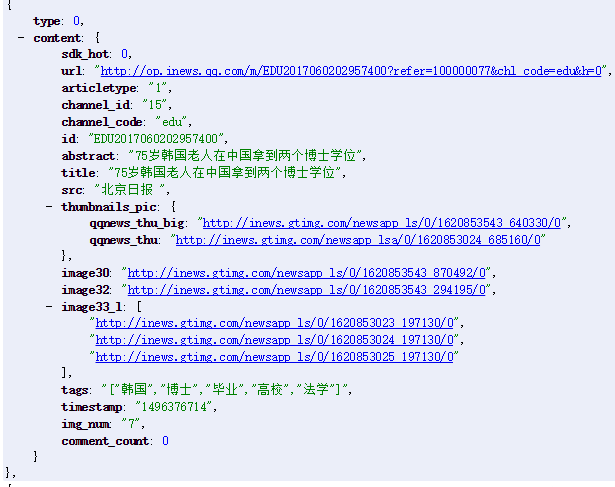 {
type: 0,
- content: {
sdk_hot: 0,
url: "http://op.inews.qq.com/m/EDU2017060202957400?refer=100000077&chl_code=edu&h=0",
articletype: "1",
channel_id: "15",
channel_code: "edu",
id: "EDU2017060202957400",
abstract: "75岁韩国老人在中国拿到两个博士学位",
title: "75岁韩国老人在中国拿到两个博士学位",
src: "北京日报 ",
- thumbnails_pic: {
qqnews_thu_big: "http://inews.gtimg.com/newsapp_ls/0/1620853543_640330/0",
qqnews_thu: "http://inews.gtimg.com/newsapp_lsa/0/1620853024_685160/0"
},
image30: "http://inews.gtimg.com/newsapp_ls/0/1620853543_870492/0",
image32: "http://inews.gtimg.com/newsapp_ls/0/1620853543_294195/0",
- image33_l: [
"http://inews.gtimg.com/newsapp_ls/0/1620853023_197130/0",
"http://inews.gtimg.com/newsapp_ls/0/1620853024_197130/0",
"http://inews.gtimg.com/newsapp_ls/0/1620853025_197130/0"
],
tags: "["韩国","博士","毕业","高校","法学"]",
timestamp: "1496376714",
img_num: "7",
comment_count: 0
}
},